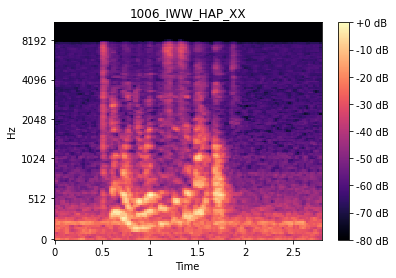 1006_IWW_HAP_XX
+0 dB
8192
-10 dB
4096
-20 dB
-30 dB
2048
Hz
-40 dB
1024
-50 dB
512
-60 dB
-70 dB
0
-80 dB
0 0.5 1 1.5 2 2.5
Time